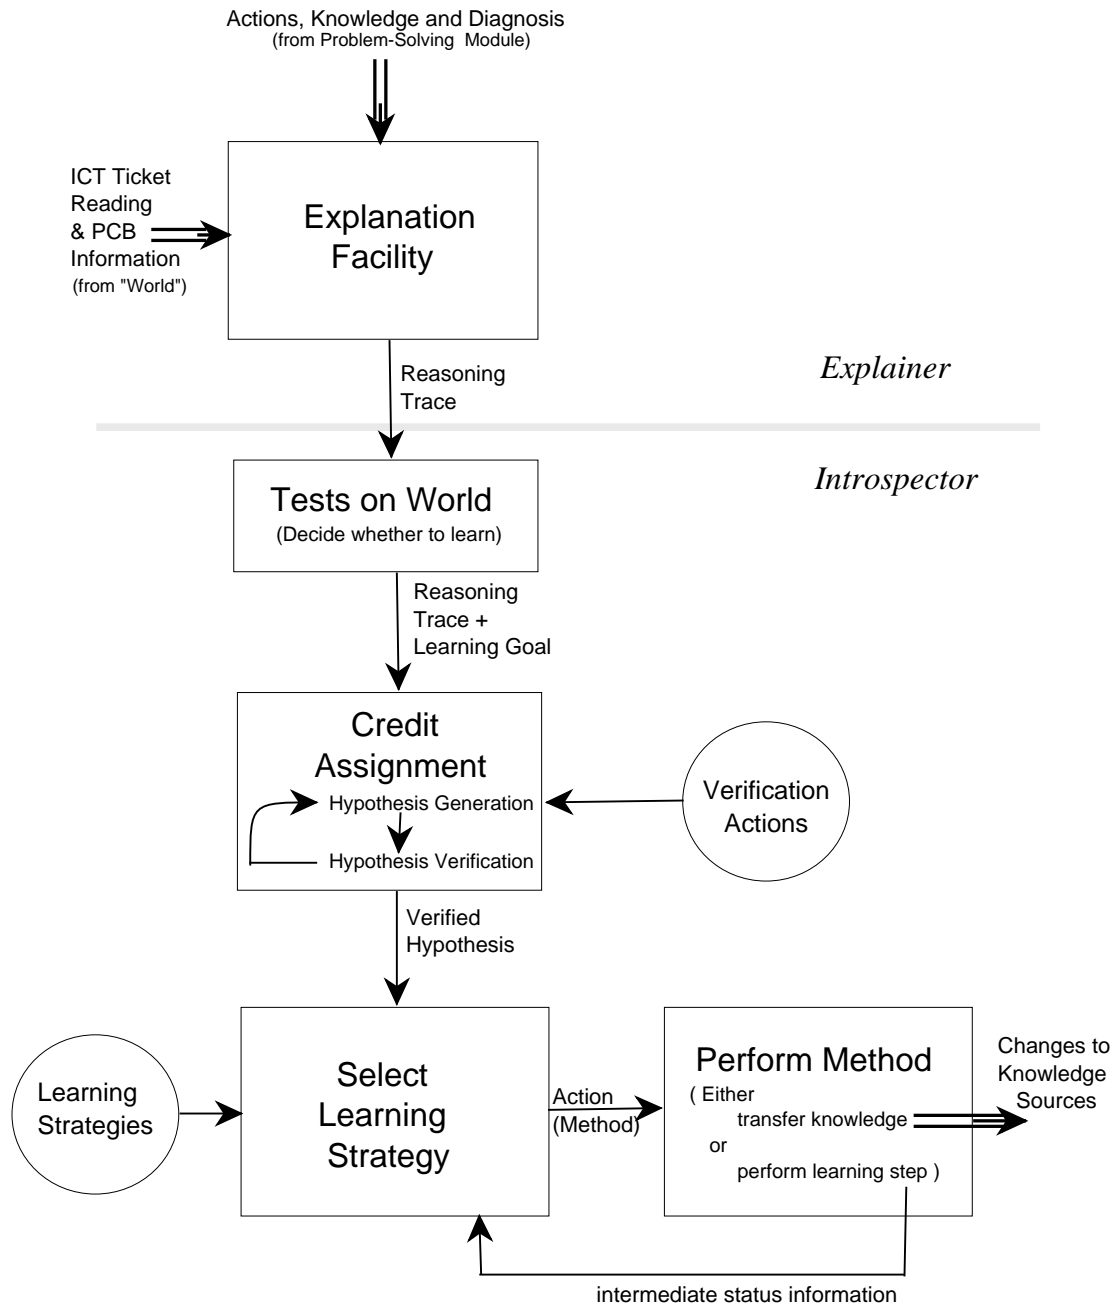 Actions, Knowledge and Diagnosis
(from Problem-Solving Module)
ICT Ticket
Reading
& PCB
Information
(from "World")
Explanation
Facility
Reasoning
Trace
Explainer
Introspector
Tests on World
(Decide whether to learn)
Reasoning
Trace +
Learning Goal
Credit
Assignment
Hypothesis Generation
Hypothesis Verification
Verification
Actions
Verified
Hypothesis
Learning
Strategies
Select
Learning
Strategy
Action
(Method)
Perform Method
( Either
transfer knowledge
or
perform learning step )
Changes to
Knowledge
Sources
intermediate status information